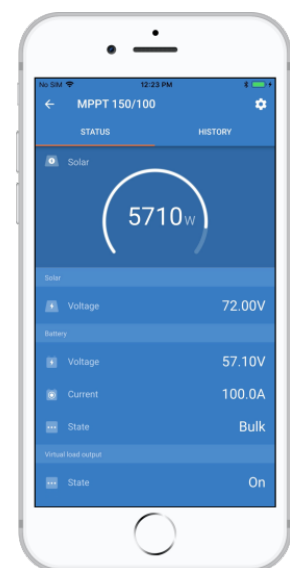 No SIM 12:23 PM
MPPT 150/100
STATUS HISTORY
Solar
5710W
Solar
Voltage 72.00V
Battery
Voltage 57.10V
Current 100.0A
State Bulk
Virtual load output
State On